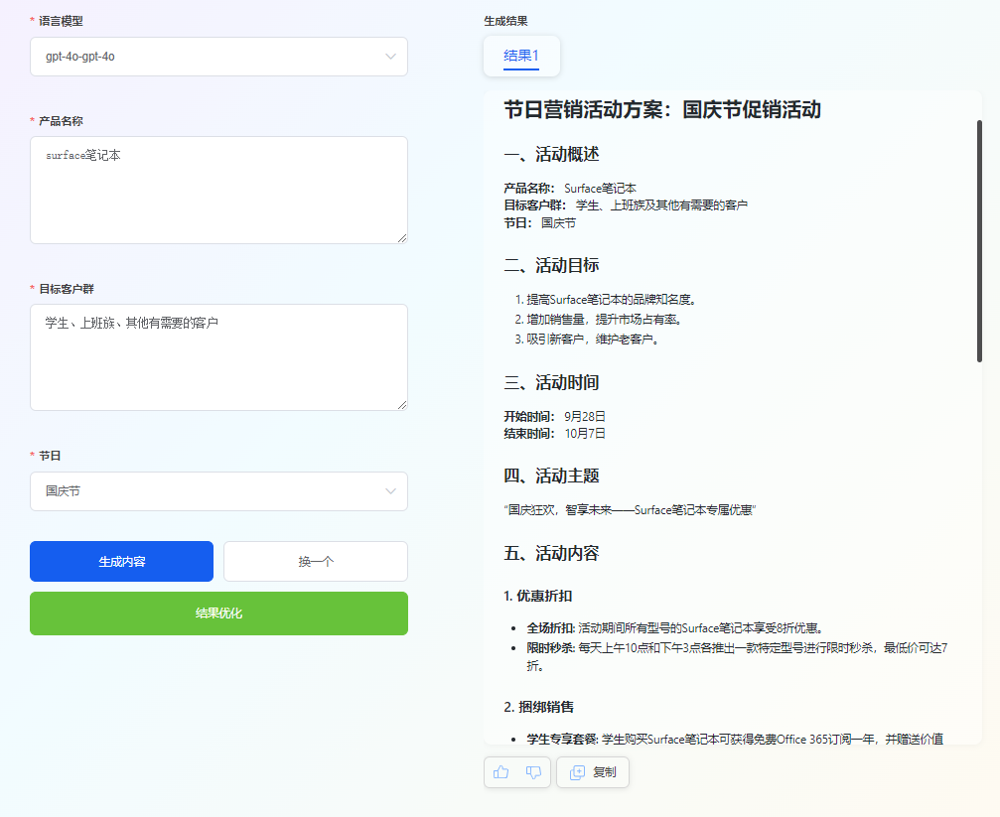 * 语言模型
gpt-4o-gpt-4o
* 产品名称
surface笔记本
* 目标客户群
学生、上班族、其他有需要的客户
* 节日
国庆节
生成内容
换一个
结果优化
生成结果
结果1
节日营销活动方案：国庆节促销活动
一、活动概述
产品名称： Surface笔记本
目标客户群： 学生、上班族及其他有需要的客户
节日： 国庆节
二、活动目标
1. 提高Surface笔记本的品牌知名度。
2. 增加销售量，提升市场占有率。
3. 吸引新客户，维护老客户。
三、活动时间
开始时间： 9月28日
结束时间： 10月7日
四、活动主题
“国庆狂欢，智享未来——Surface笔记本专属优惠”
五、活动内容
1. 优惠折扣
• 全场折扣: 活动期间所有型号的Surface笔记本享受8折优惠。
• 限时秒杀: 每天上午10点和下午3点各推出一款特定型号进行限时秒杀，最低价可达7
折。
2. 捆绑销售
• 学生专享套餐: 学生购买Surface笔记本可获得免费Office 365订阅一年，并赠送价值
复制